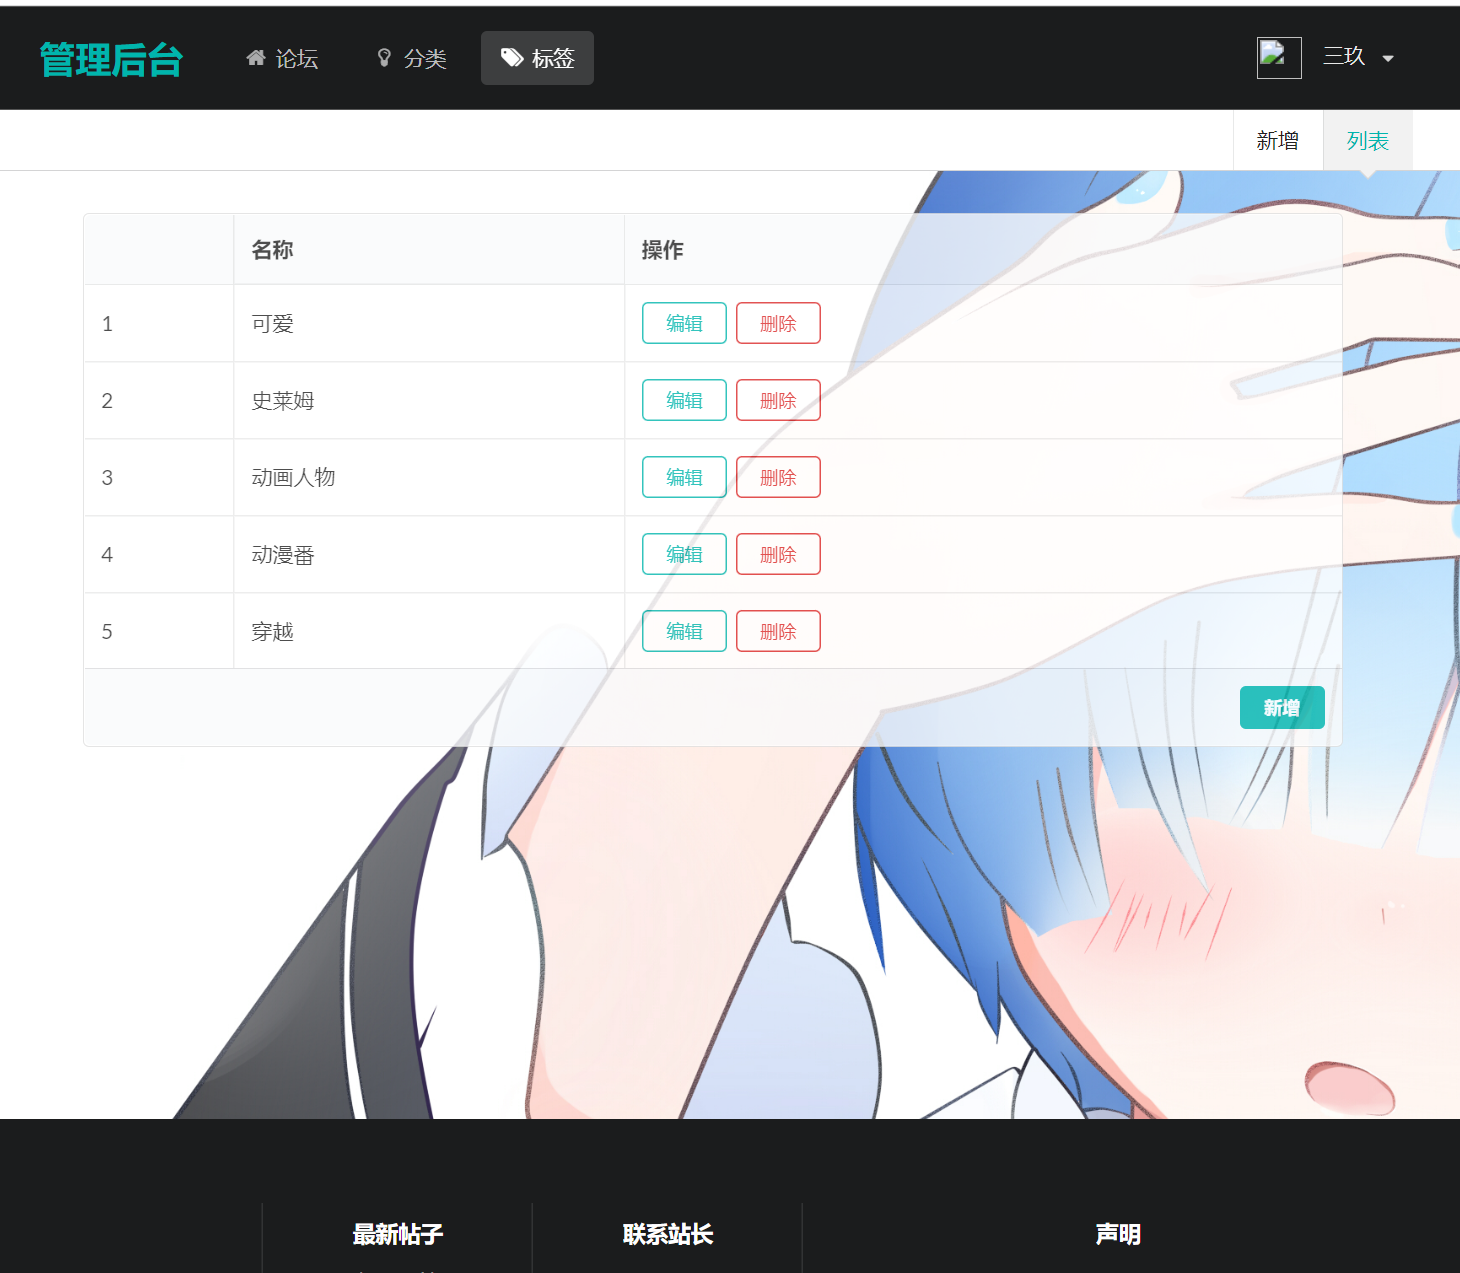 管理后台 论坛 分类 标签 三玖
新增 列表
名称 操作
1 可爱 编辑 删除
2 史莱姆 编辑 删除
3 动画人物 编辑 删除
4 动漫番 编辑 删除
5 穿越 编辑 删除
新增
最新帖子 联系站长 声明